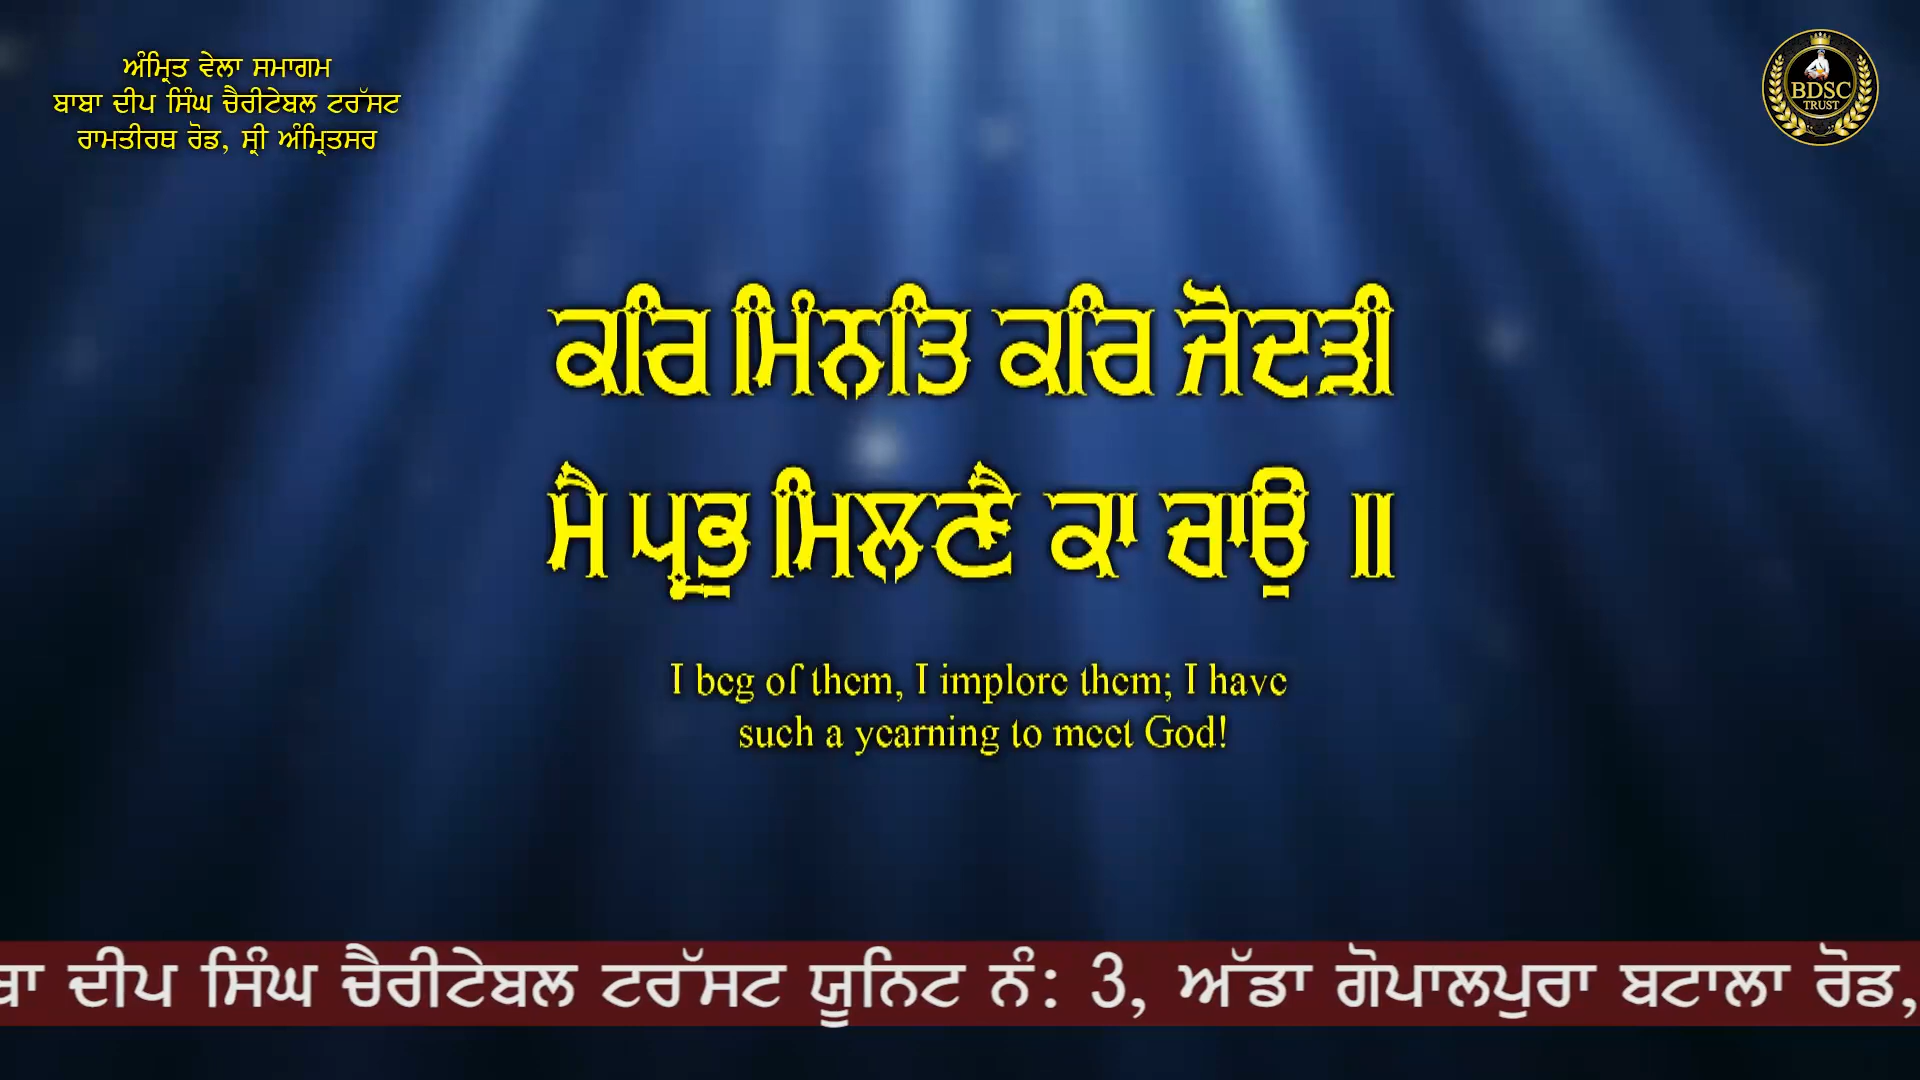 ਅੰਮ੍ਰਿਤ ਵੇਲਾ ਸਮਾਗਮ
ਬਾਬਾ ਦੀਪ ਸਿੰਘ ਚੈਰੀਟੇਬਲ ਟਰੱਸਟ
ਰਾਮਤੀਰਥ ਰੋਡ, ਸ੍ਰੀ ਅੰਮ੍ਰਿਤਸਰ
BDSC
TRUST
ਕਰਿ ਮਿੰਨਤਿ ਕਰਿ ਜੋਦੜੀ
ਮੈ ਪ੍ਰਭੁ ਮਿਲਣੈ ਕਾ ਚਾਉ ॥
I beg of them, I implore them; I have
such a yearning to meet God!
ਬਾ ਦੀਪ ਸਿੰਘ ਚੈਰੀਟੇਬਲ ਟਰੱਸਟ ਯੂਨਿਟ ਨੰ: 3, ਅੱਡਾ ਗੋਪਾਲਪੁਰਾ ਬਟਾਲਾ ਰੋਡ,